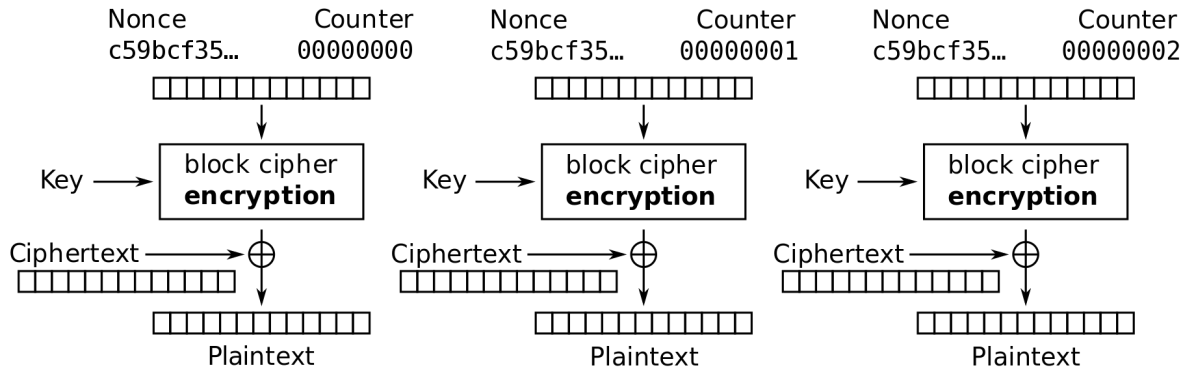 Nonce Counter Nonce Counter Nonce Counter
c59bcf35… 00000000 c59bcf35… 00000001 c59bcf35… 00000002
block cipher block cipher block cipher
Key encryption Key encryption Key encryption
Ciphertext Ciphertext Ciphertext
Plaintext Plaintext Plaintext